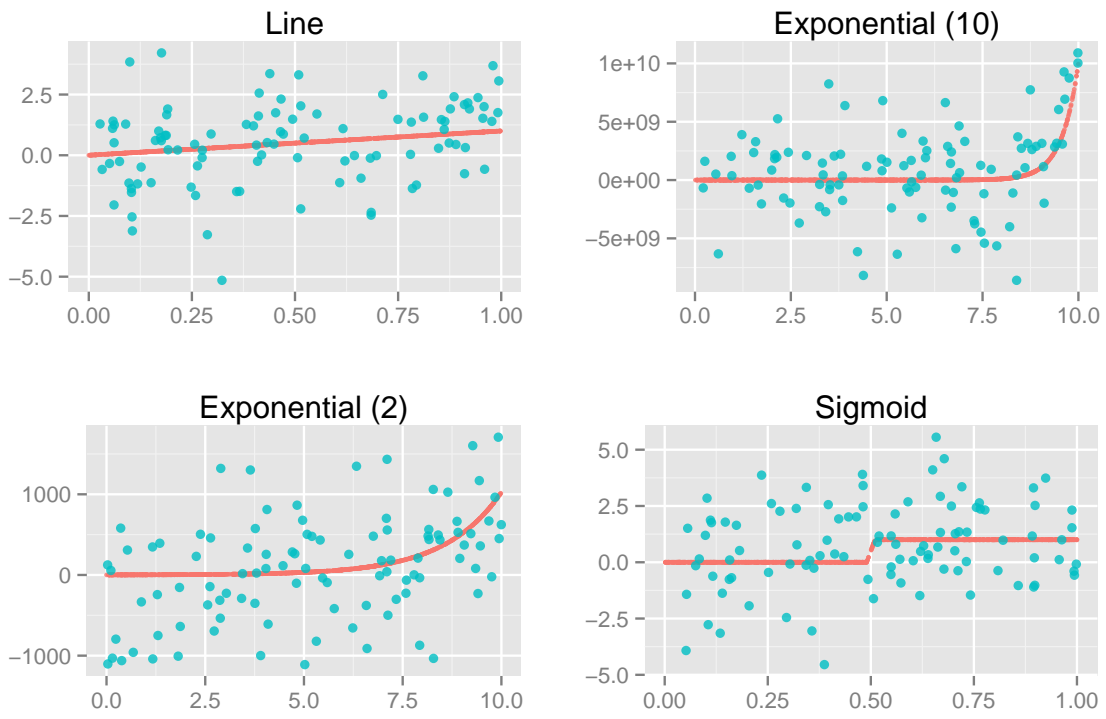 Line
2.5
0.0
−2.5
−5.0
0.00 0.25 0.50 0.75 1.00
Exponential (10)
1e+10
5e+09
0e+00
−5e+09
0.0 2.5 5.0 7.5 10.0
Exponential (2)
1000
0
−1000
0.0 2.5 5.0 7.5 10.0
Sigmoid
5.0
2.5
0.0
−2.5
−5.0
0.00 0.25 0.50 0.75 1.00